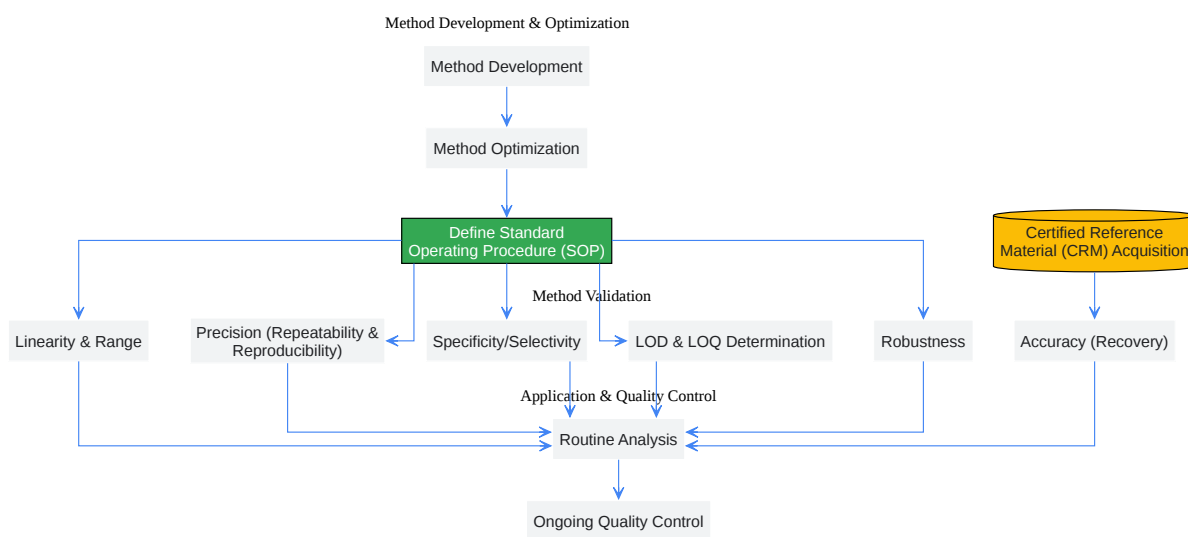 Method Development & Optimization
Method Development
Method Optimization
Define Standard
Operating Procedure (SOP)
Certified Reference
Material (CRM) Acquisition
Method Validation
Linearity & Range
Precision (Repeatability &
Reproducibility)
Specificity/Selectivity
LOD & LOQ Determination
Robustness
Accuracy (Recovery)
Application & Quality Control
Routine Analysis
Ongoing Quality Control